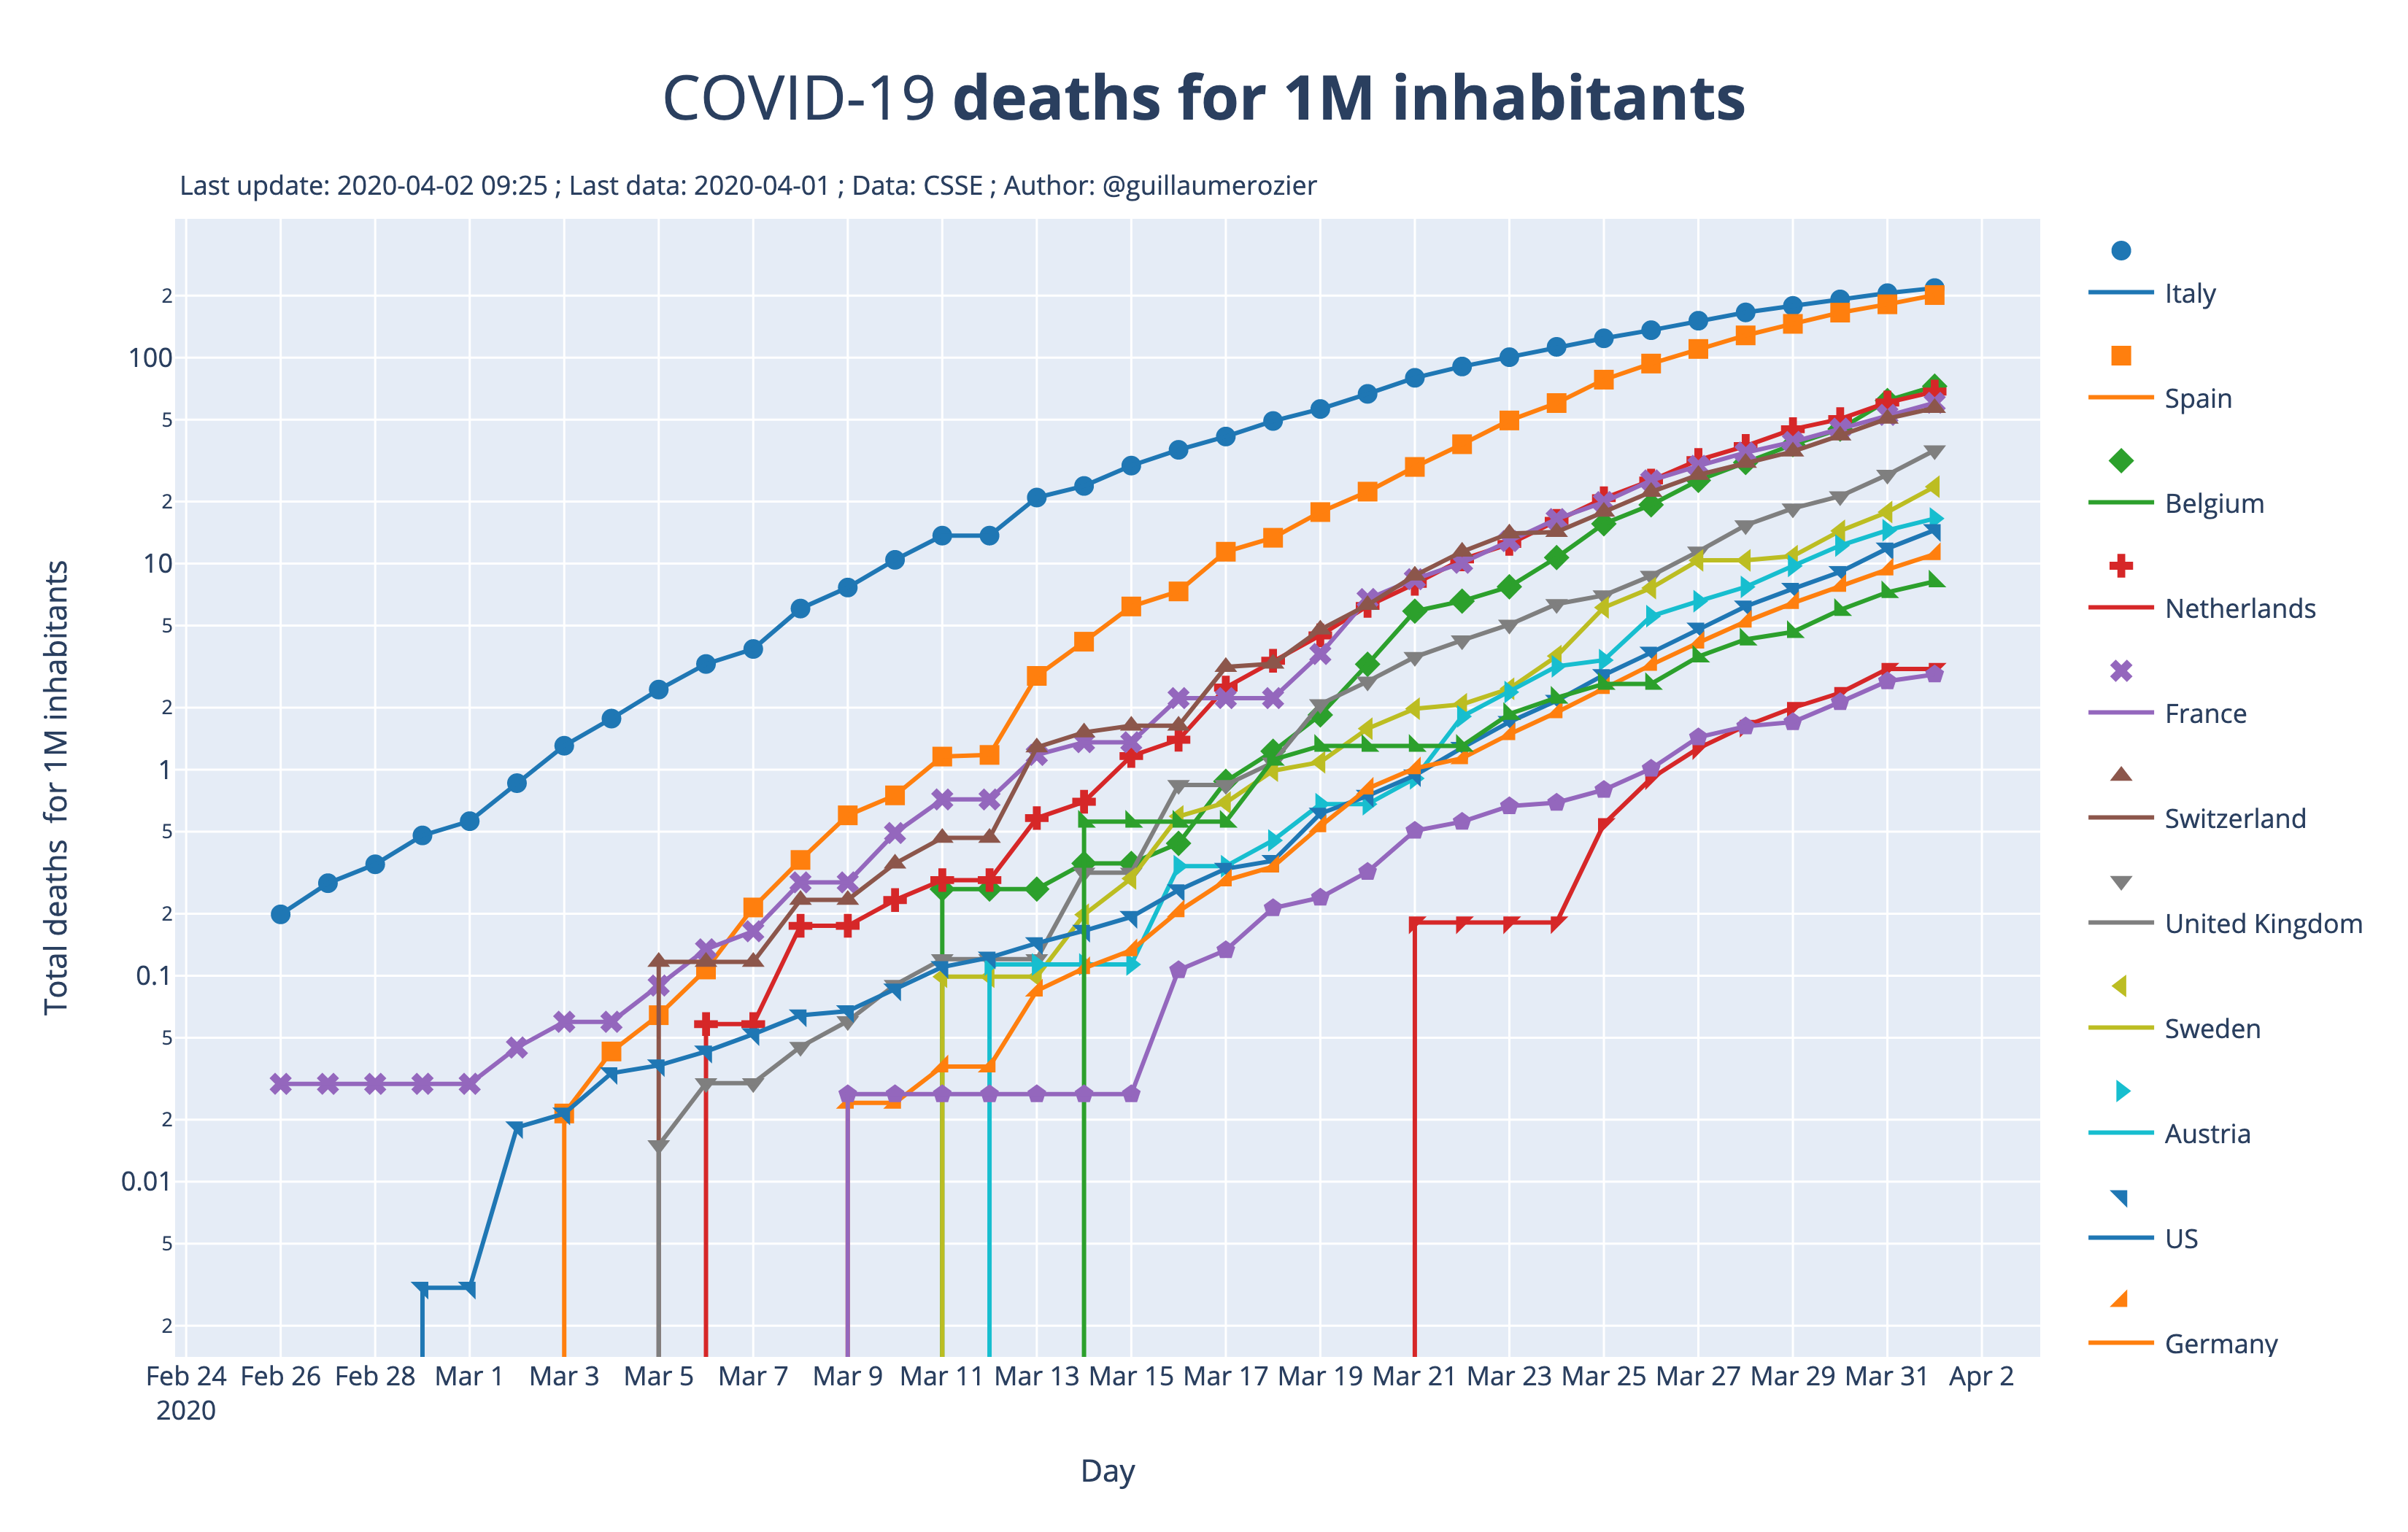 COVID-19 deaths for 1M inhabitants
Last update: 2020-04-02 09:25 ; Last data: 2020-04-01 ; Data: CSSE ; Author: @guillaumerozier
Total deaths for 1M inhabitants
2
100
5
2
10
5
2
1
5
2
0.1
5
2
0.01
5
2
Feb 24
2020
Feb 26
Feb 28
Mar 1
Mar 3
Mar 5
Mar 7
Mar 9
Mar 11
Mar 13
Mar 15
Mar 17
Mar 19
Mar 21
Mar 23
Mar 25
Mar 27
Mar 29
Mar 31
Apr 2
Day
Italy
Spain
Belgium
Netherlands
France
Switzerland
United Kingdom
Sweden
Austria
US
Germany